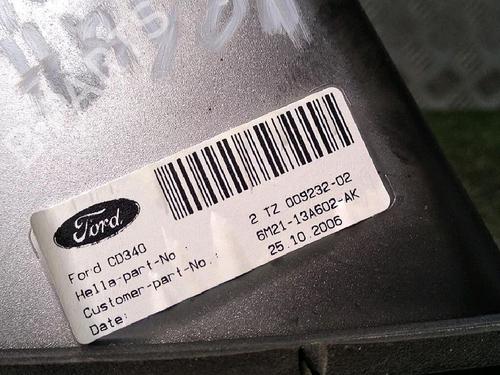 Ford
Ford CD340
Hella-part-No.: 2 TZ 009232-02
Customer-part-No.: 6M21-13A602-AK
Date: 25.10.2006